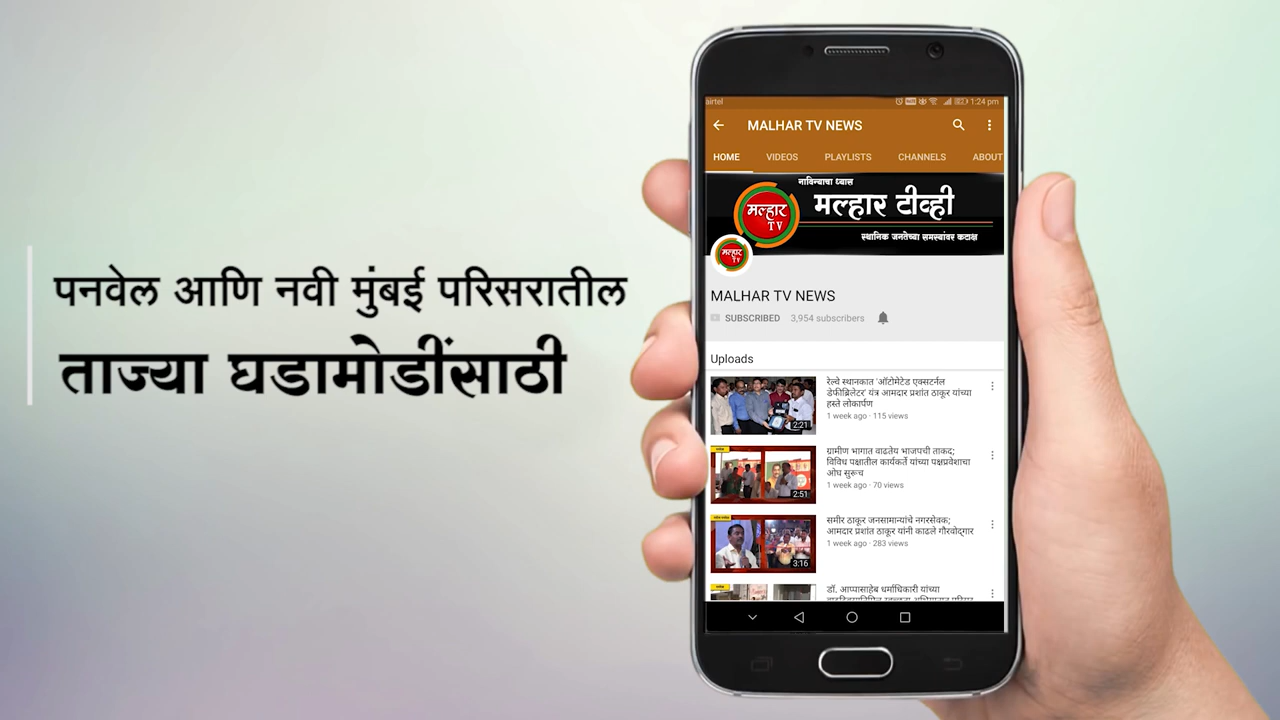 पनवेल आणि नवी मुंबई परिसरातील
ताज्या घडामोडींसाठी
airtel
1:24 pm
MALHAR TV NEWS
HOME VIDEOS PLAYLISTS CHANNELS ABOUT
नाविन्याचा ध्यास
मल्हार टीव्ही
मल्हार
TV
स्थानिक जनतेच्या समस्यांवर कटाक्ष
मल्हार
TV
MALHAR TV NEWS
SUBSCRIBED 3,954 subscribers
Uploads
रेल्वे स्थानकात 'ऑटोमेटेड एक्सटर्नल
डेफीब्रिलेटर' यंत्र आमदार प्रशांत ठाकूर यांच्या
हस्ते लोकार्पण
1 week ago · 115 views
2:21
ग्रामीण भागात वाढतेय भाजपची ताकद;
विविध पक्षातील कार्यकर्ते यांच्या पक्षप्रवेशाचा
ओघ सुरूच
1 week ago · 70 views
2:51
समीर ठाकूर जनसामान्यांचे नगरसेवक;
आमदार प्रशांत ठाकूर यांनी काढले गौरवोद्गार
1 week ago · 283 views
3:16
डॉ. आप्पासाहेब धर्माधिकारी यांच्या